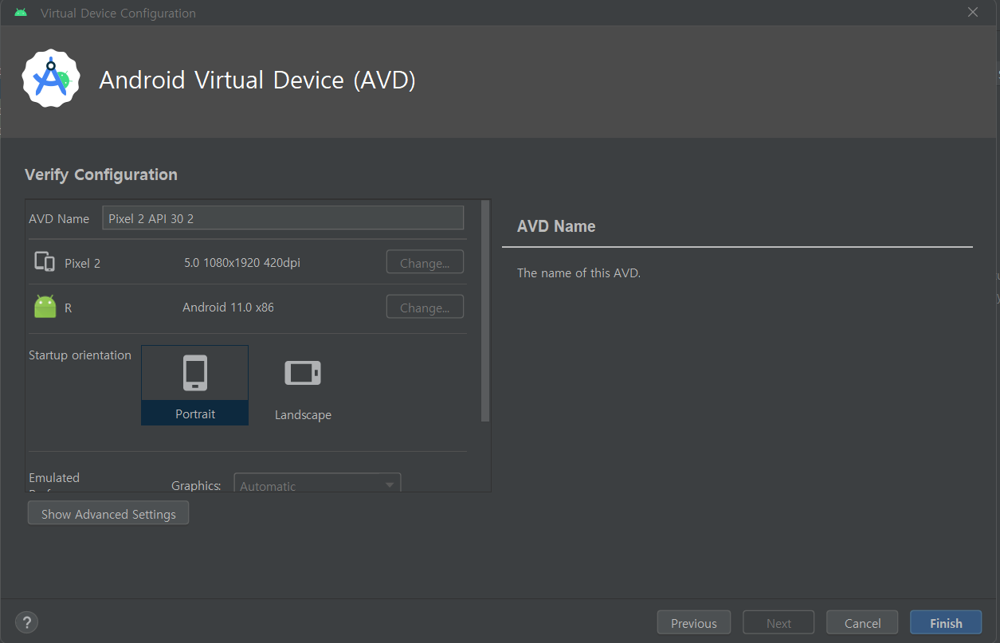 Virtual Device Configuration
Android Virtual Device (AVD)
Verify Configuration
AVD Name Pixel 2 API 30 2
Pixel 2 5.0 1080x1920 420dpi Change...
R Android 11.0 x86 Change...
Startup orientation
Portrait
Landscape
Emulated
Graphics: Automatic
Show Advanced Settings
AVD Name
The name of this AVD.
? Previous Next Cancel Finish